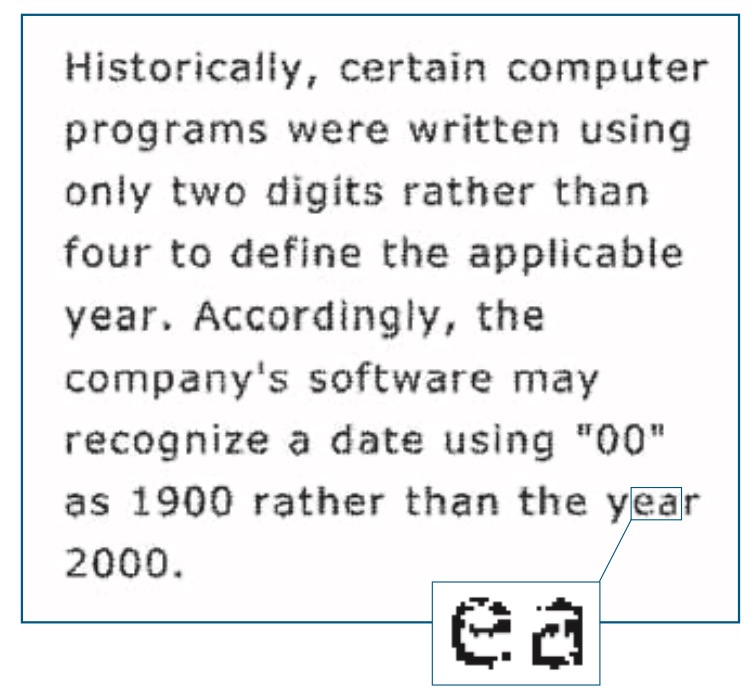 Historically, certain computer
programs were written using
only two digits rather than
four to define the applicable
year. Accordingly, the
company's software may
recognize a date using "00"
as 1900 rather than the year
2000.
ea